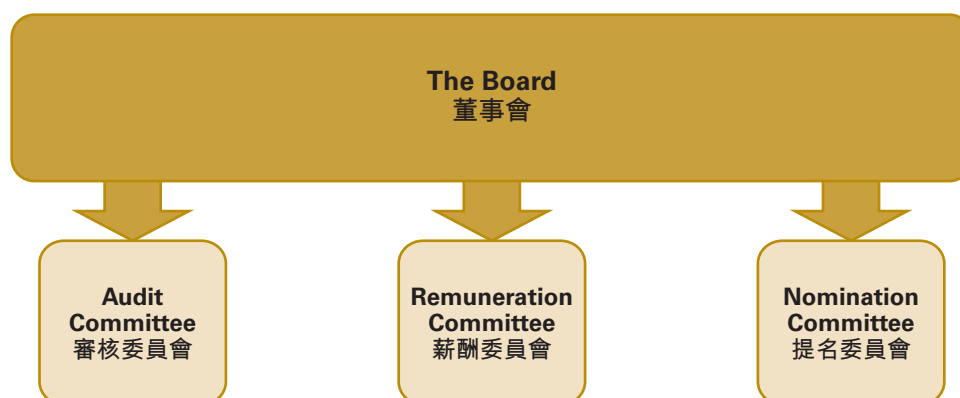 The Board
董事會
Audit
Committee
審核委員會
Remuneration
Committee
薪酬委員會
Nomination
Committee
提名委員會